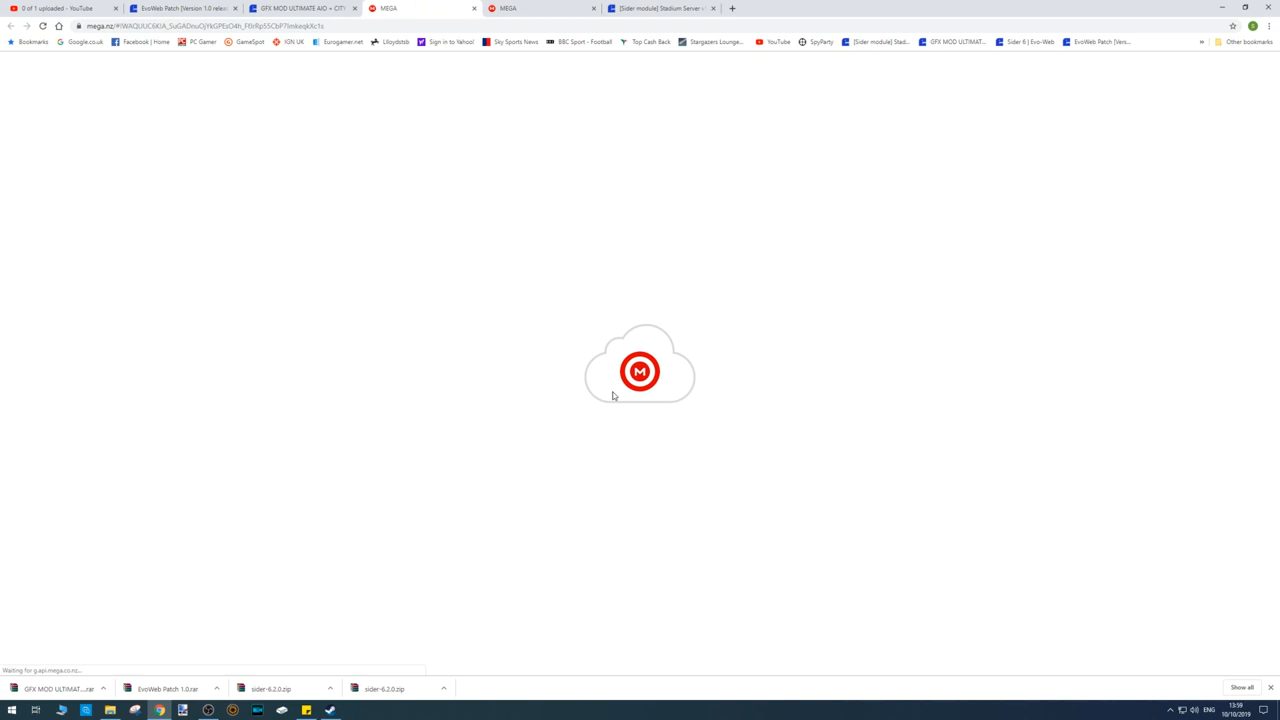 0 of 1 uploaded - YouTube
EvoWeb Patch [Version 1.0 relea
GFX MOD ULTIMATE AIO + CITY
MEGA
MEGA
[Sider module] Stadium Server v
mega.nz
Bookmarks
Google.co.uk
Facebook | Home
PC Gamer
GameSpot
IGN UK
Eurogamer.net
Lloydstsb
Sign in to Yahoo!
Sky Sports News
BBC Sport - Football
Top Cash Back
Stargazers Lounge...
YouTube
SpyParty
[Sider module] Stad...
GFX MOD ULTIMAT...
Sider 6 | Evo-Web
EvoWeb Patch [Vers...
»
Other bookmarks
M
Waiting for g.api.mega.co.nz...
GFX MOD ULTIMAT....rar
EvoWeb Patch 1.0.rar
sider-6.2.0.zip
sider-6.2.0.zip
Show all
ENG
13:59
10/10/2019